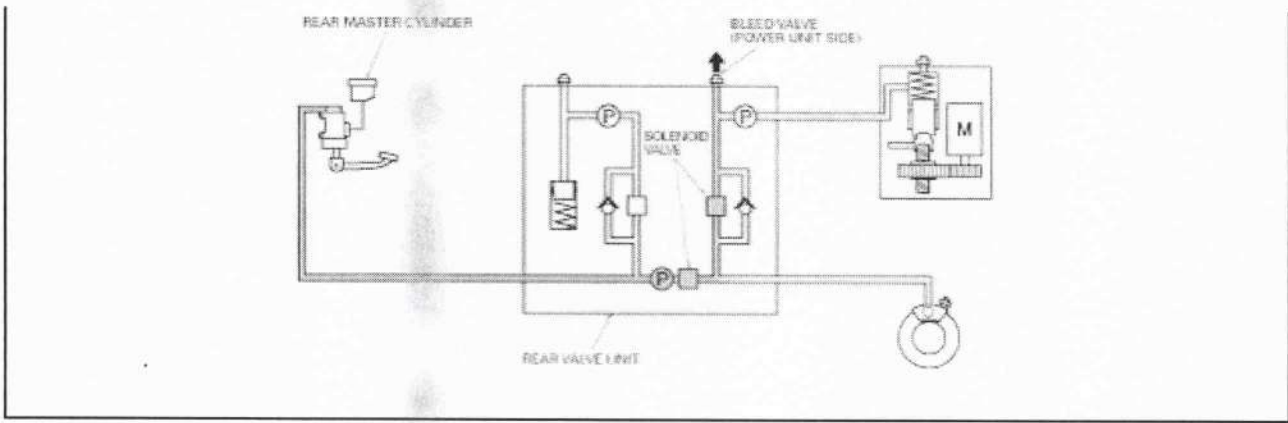 REAR MASTER CYLINDER
BLEED VALVE
(POWER UNIT SIDE)
P
P
SOLENOID
VALVE
M
P
REAR VALVE UNIT